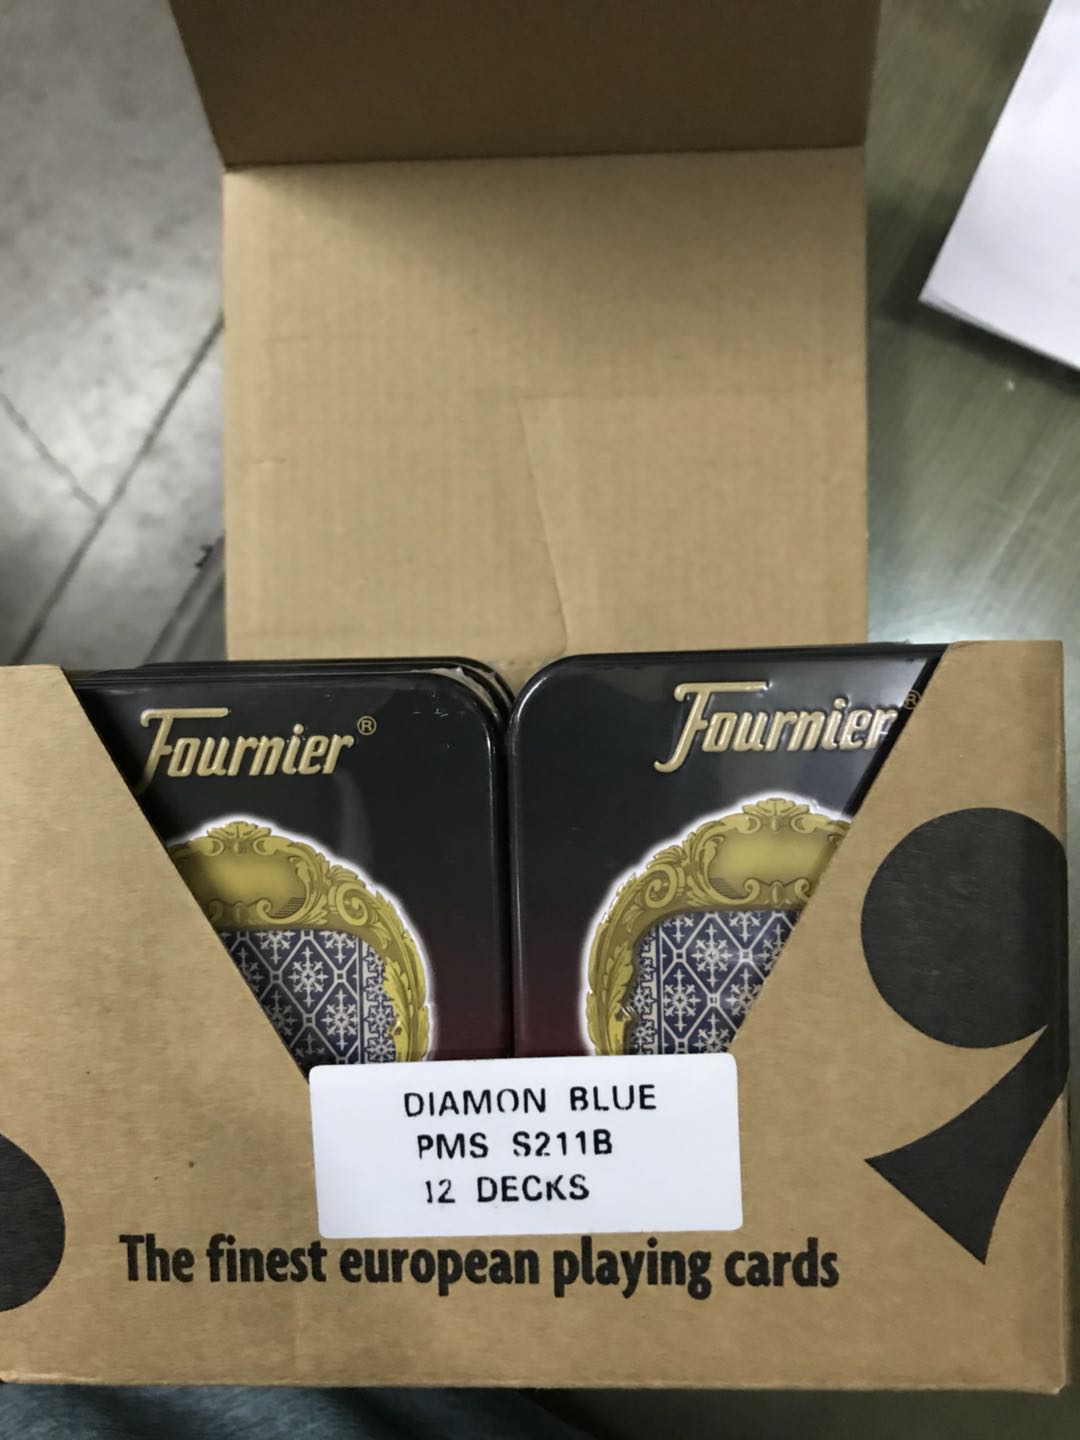 Fournier®
Fournier®
DIAMON BLUE
PMS S211B
12 DECKS
The finest european playing cards